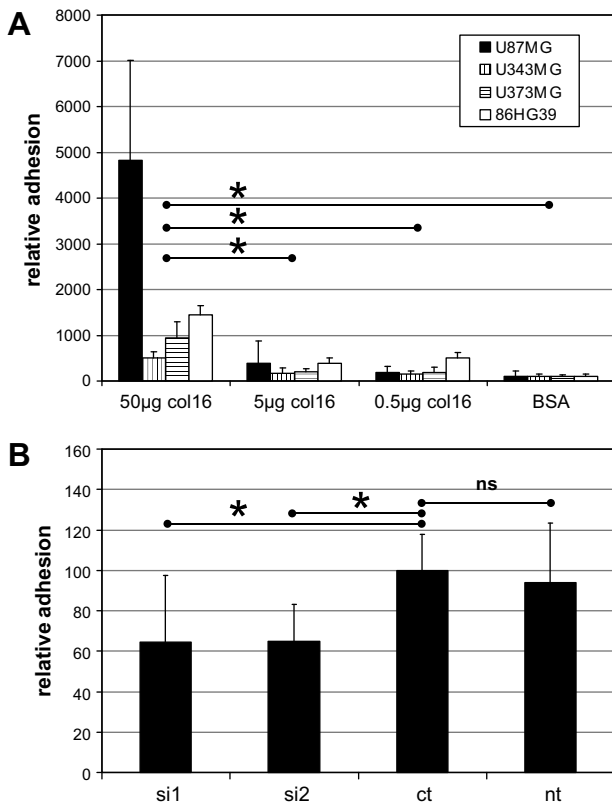 A
8000
7000
6000
5000
4000
3000
2000
1000
0
relative adhesion
U87MG
U343MG
U373MG
86HG39
*
*
*
50µg col16 5µg col16 0.5µg col16 BSA
B
160
140
120
100
80
60
40
20
0
relative adhesion
* * ns
si1 si2 ct nt